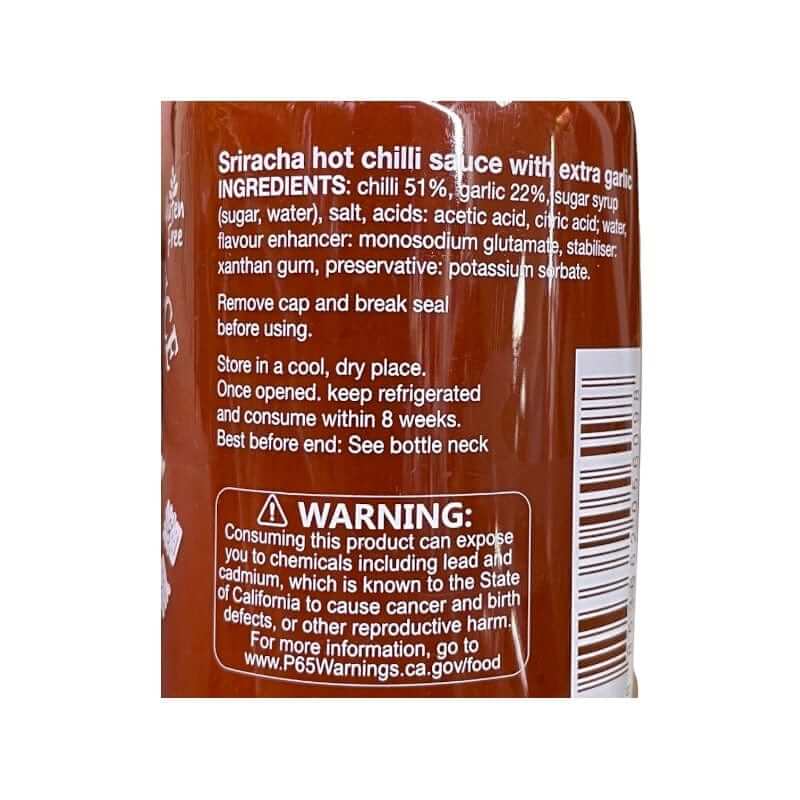 Sriracha hot chilli sauce with extra garlic
INGREDIENTS: chilli 51%, garlic 22%, sugar syrup
(sugar, water), salt, acids: acetic acid, citric acid; water,
flavour enhancer: monosodium glutamate, stabiliser:
xanthan gum, preservative: potassium sorbate.
Remove cap and break seal
before using.
Store in a cool, dry place.
Once opened. keep refrigerated
and consume within 8 weeks.
Best before end: See bottle neck
WARNING:
Consuming this product can expose
you to chemicals including lead and
cadmium, which is known to the State
of California to cause cancer and birth
defects, or other reproductive harm.
For more information, go to
www.P65Warnings.ca.gov/food